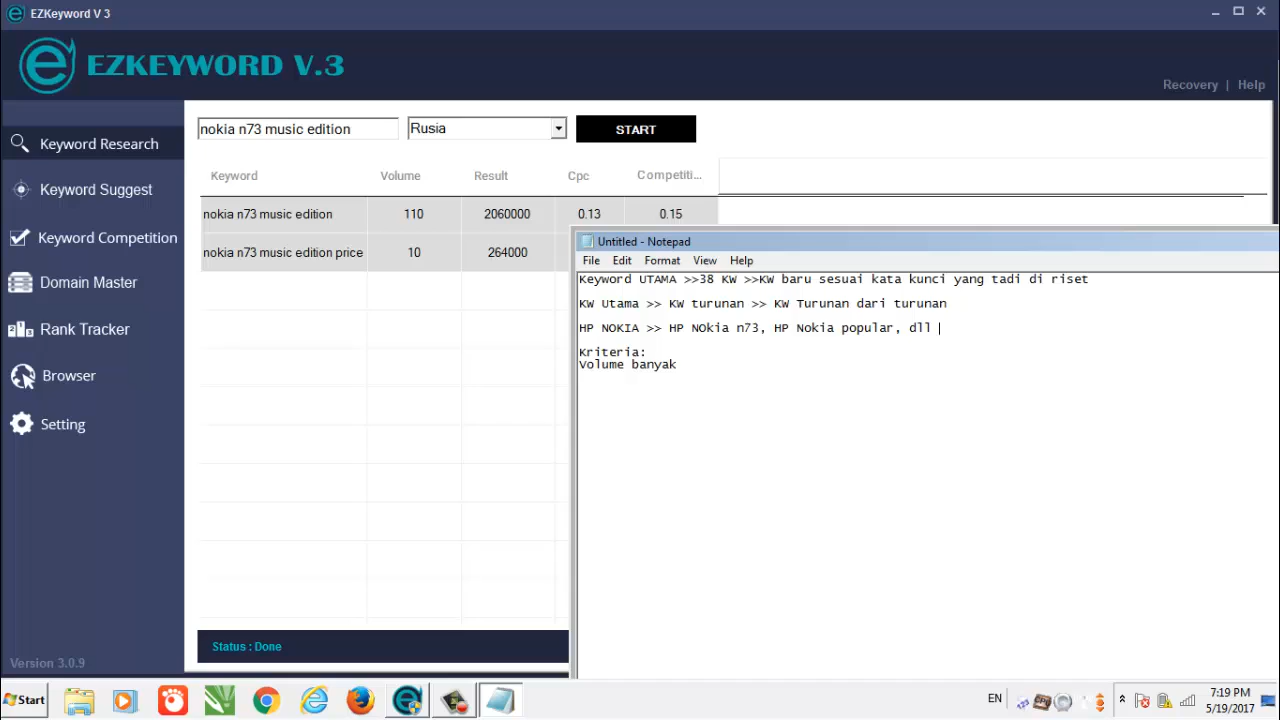 EZKeyword V 3
EZKEYWORD V.3
Recovery | Help
Keyword Research
Keyword Suggest
Keyword Competition
Domain Master
Rank Tracker
Browser
Setting
Version 3.0.9
nokia n73 music edition
Rusia
START
Keyword Volume Result Cpc Competiti...
nokia n73 music edition 110 2060000 0.13 0.15
nokia n73 music edition price 10 264000
Status : Done
Untitled - Notepad
File Edit Format View Help
Keyword UTAMA >>38 KW >>KW baru sesuai kata kunci yang tadi di riset
KW Utama >> KW turunan >> KW Turunan dari turunan
HP NOKIA >> HP NOkia n73, HP Nokia popular, dll
Kriteria:
Volume banyak
Start
EN
7:19 PM
5/19/2017